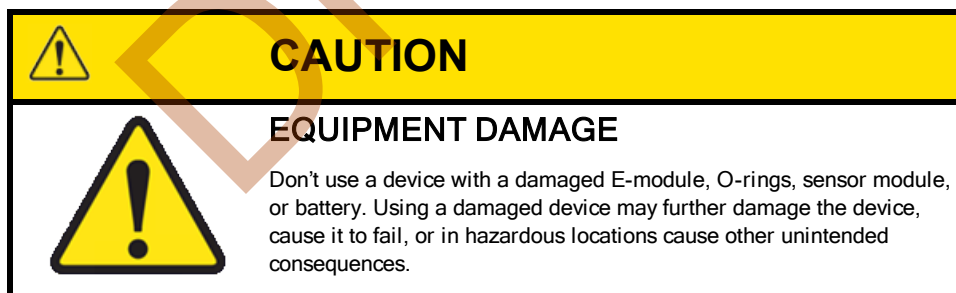 CAUTION
EQUIPMENT DAMAGE
Don't use a device with a damaged E-module, O-rings, sensor module,
or battery. Using a damaged device may further damage the device,
cause it to fail, or in hazardous locations cause other unintended
consequences.